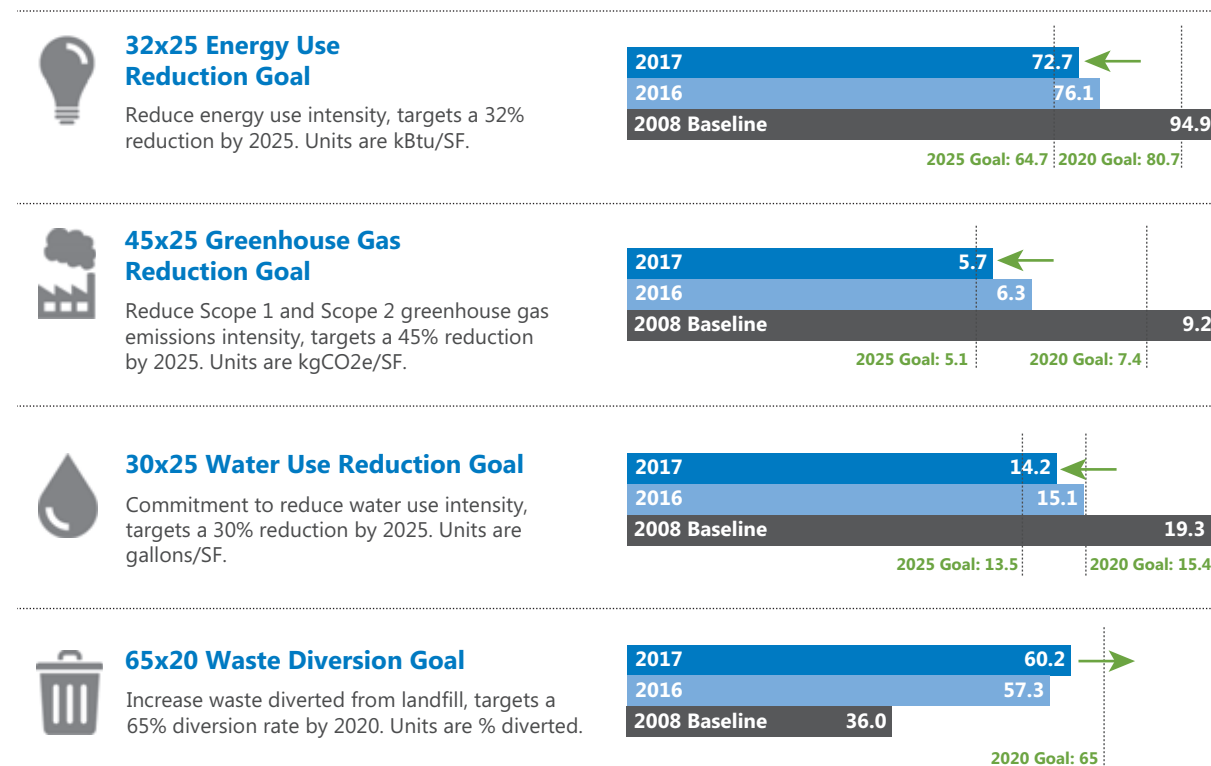 32x25 Energy Use
Reduction Goal
Reduce energy use intensity, targets a 32%
reduction by 2025. Units are kBtu/SF.
2017 72.7
2016 76.1
2008 Baseline 94.9
2025 Goal: 64.7 2020 Goal: 80.7
45x25 Greenhouse Gas
Reduction Goal
Reduce Scope 1 and Scope 2 greenhouse gas
emissions intensity, targets a 45% reduction
by 2025. Units are kgCO2e/SF.
2017 5.7
2016 6.3
2008 Baseline 9.2
2025 Goal: 5.1 2020 Goal: 7.4
30x25 Water Use Reduction Goal
Commitment to reduce water use intensity,
targets a 30% reduction by 2025. Units are
gallons/SF.
2017 14.2
2016 15.1
2008 Baseline 19.3
2025 Goal: 13.5 2020 Goal: 15.4
65x20 Waste Diversion Goal
Increase waste diverted from landfill, targets a
65% diversion rate by 2020. Units are % diverted.
2017 60.2
2016 57.3
2008 Baseline 36.0
2020 Goal: 65